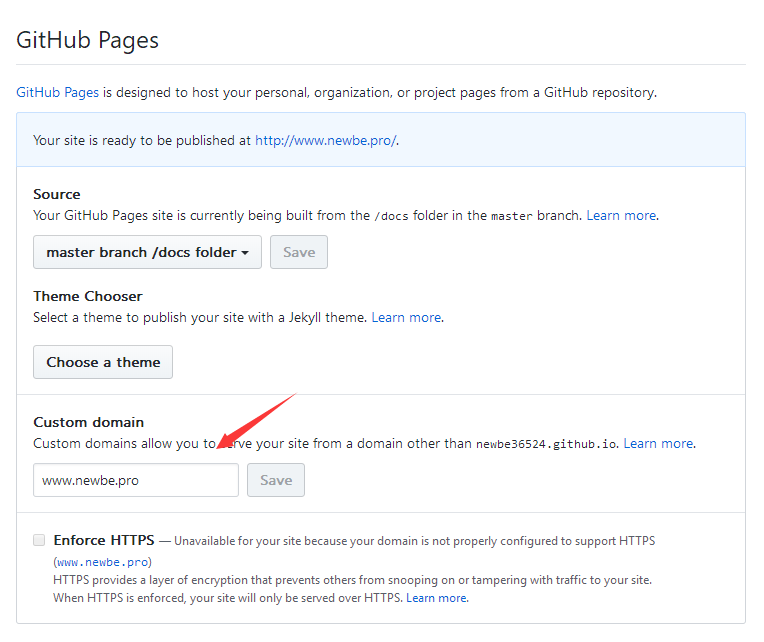 GitHub Pages
GitHub Pages is designed to host your personal, organization, or project pages from a GitHub repository.
Your site is ready to be published at http://www.newbe.pro/.
Source
Your GitHub Pages site is currently being built from the /docs folder in the master branch. Learn more.
master branch /docs folder
Save
Theme Chooser
Select a theme to publish your site with a Jekyll theme. Learn more.
Choose a theme
Custom domain
Custom domains allow you to serve your site from a domain other than newbe36524.github.io. Learn more.
www.newbe.pro
Save
Enforce HTTPS — Unavailable for your site because your domain is not properly configured to support HTTPS
(www.newbe.pro)
HTTPS provides a layer of encryption that prevents others from snooping on or tampering with traffic to your site.
When HTTPS is enforced, your site will only be served over HTTPS. Learn more.